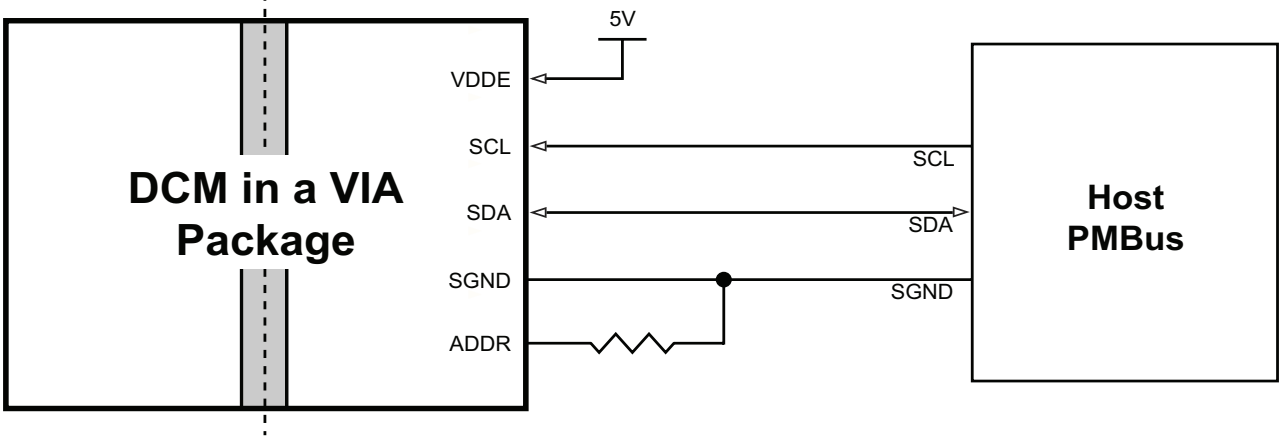 5V
VDDE
SCL
SCL
DCM in a VIA
Package
SDA
SDA
Host
PMBus
SGND
SGND
ADDR